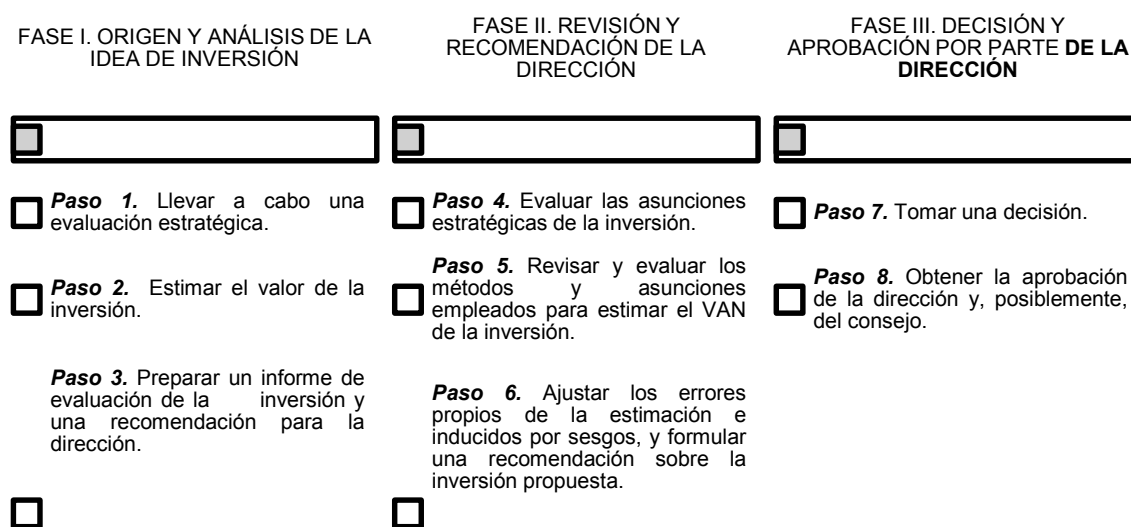 FASE I. ORIGEN Y ANÁLISIS DE LA
IDEA DE INVERSIÓN
Paso 1. Llevar a cabo una
evaluación estratégica.
Paso 2. Estimar el valor de la
inversión.
Paso 3. Preparar un informe de
evaluación de la inversión y
una recomendación para la
dirección.
FASE II. REVISIÓN Y
RECOMENDACIÓN DE LA
DIRECCIÓN
Paso 4. Evaluar las asunciones
estratégicas de la inversión.
Paso 5. Revisar y evaluar los
métodos y asunciones
empleados para estimar el VAN
de la inversión.
Paso 6. Ajustar los errores
propios de la estimación e
inducidos por sesgos, y formular
una recomendación sobre la
inversión propuesta.
FASE III. DECISIÓN Y
APROBACIÓN POR PARTE DE LA
DIRECCIÓN
Paso 7. Tomar una decisión.
Paso 8. Obtener la aprobación
de la dirección y, posiblemente,
del consejo.